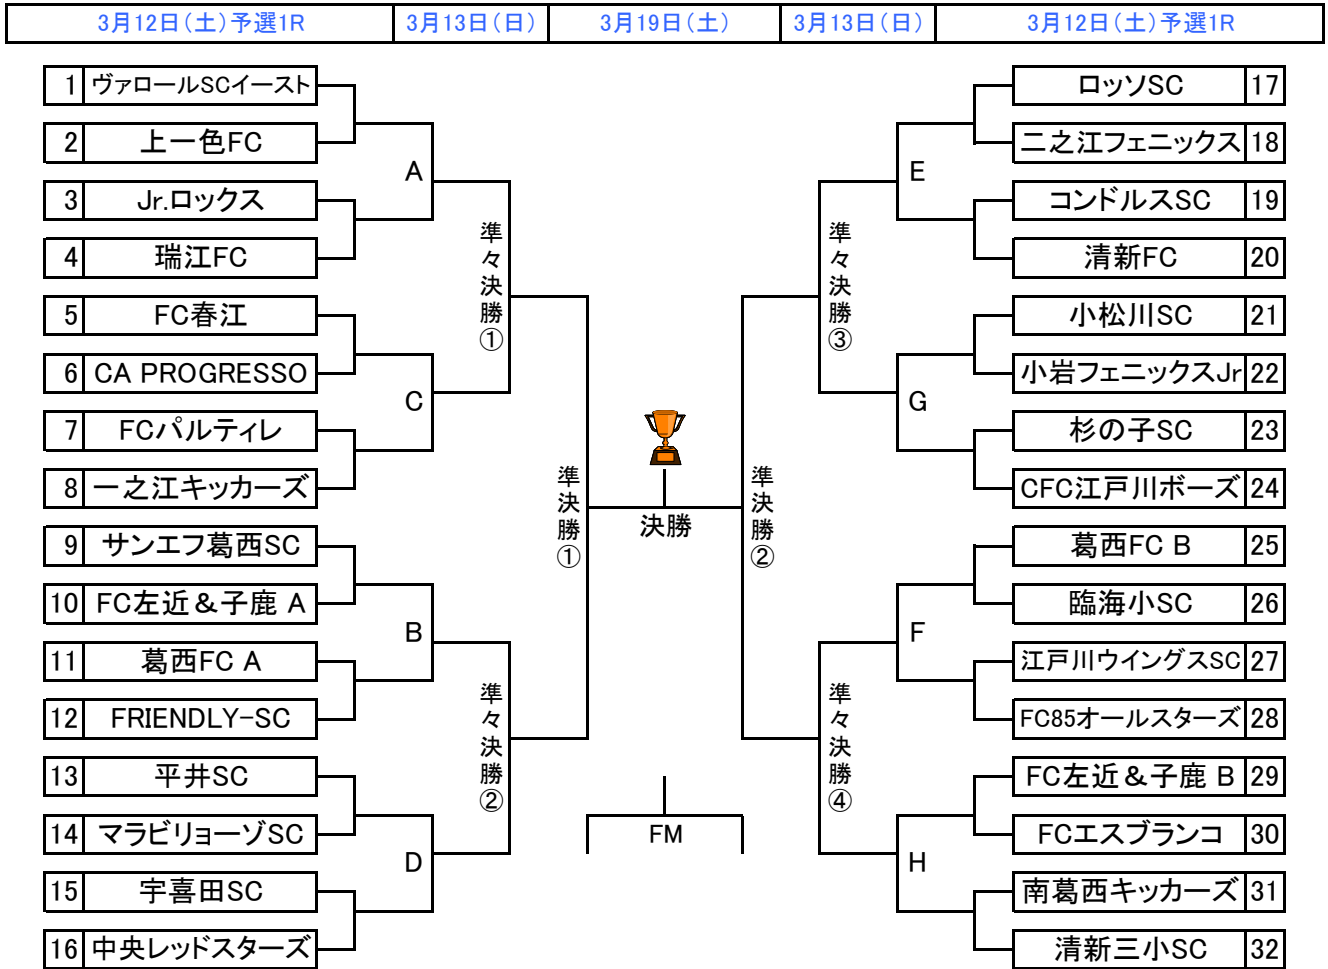 3月12日(土)予選1R
3月13日(日)
3月19日(土)
3月13日(日)
3月12日(土)予選1R
1 ヴァロールSCイースト
2 上一色FC
3 Jr.ロックス
4 瑞江FC
5 FC春江
6 CA PROGRESSO
7 FCパルティレ
8 一之江キッカーズ
9 サンエフ葛西SC
10 FC左近&子鹿 A
11 葛西FC A
12 FRIENDLY-SC
13 平井SC
14 マラビリョーゾSC
15 宇喜田SC
16 中央レッドスターズ
A
C
B
D
準々決勝①
準々決勝②
準決勝①
決勝
FM
準決勝②
準々決勝③
準々決勝④
E
G
F
H
ロッソSC 17
二之江フェニックス 18
コンドルスSC 19
清新FC 20
小松川SC 21
小岩フェニックスJr 22
杉の子SC 23
CFC江戸川ボーズ 24
葛西FC B 25
臨海小SC 26
江戸川ウイングスSC 27
FC85オールスターズ 28
FC左近&子鹿 B 29
FCエスブランコ 30
南葛西キッカーズ 31
清新三小SC 32